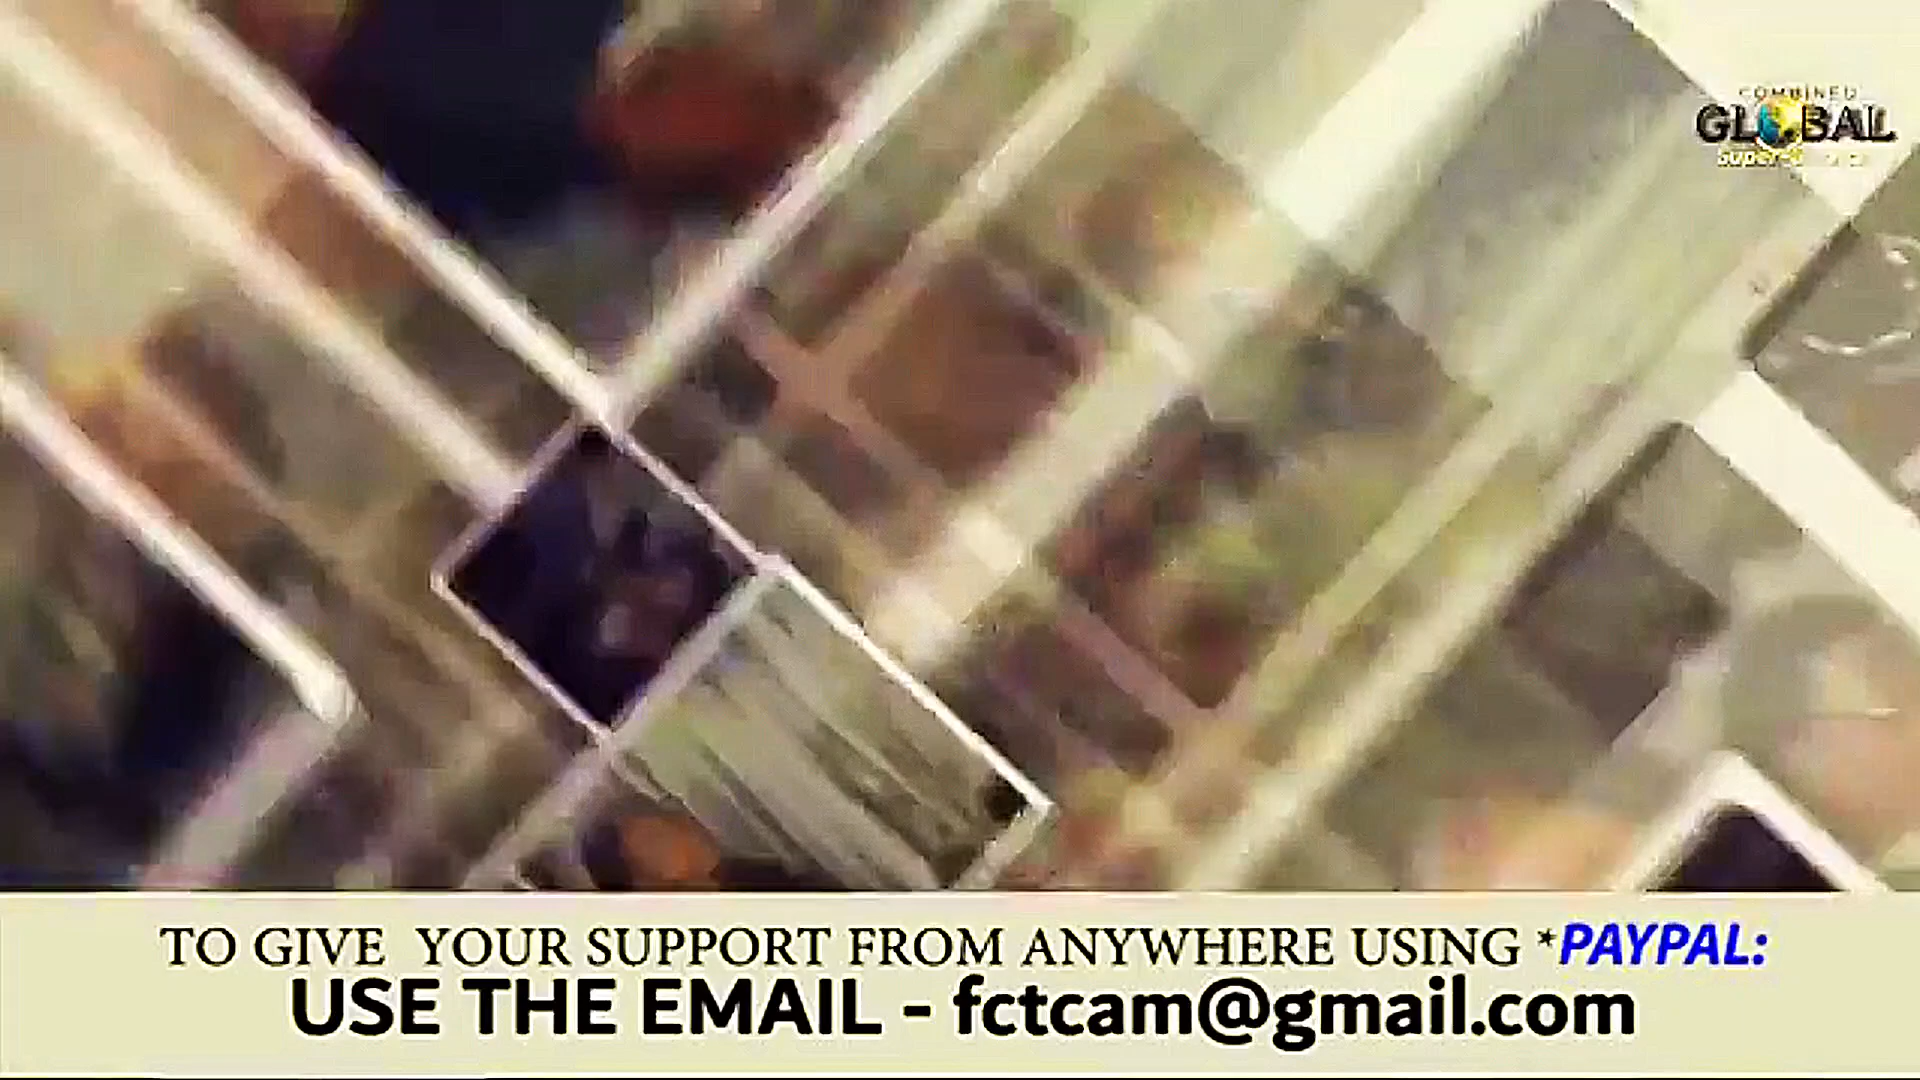 COMBINED
GLOBAL
TO GIVE YOUR SUPPORT FROM ANYWHERE USING *PAYPAL:
USE THE EMAIL - fctcam@gmail.com